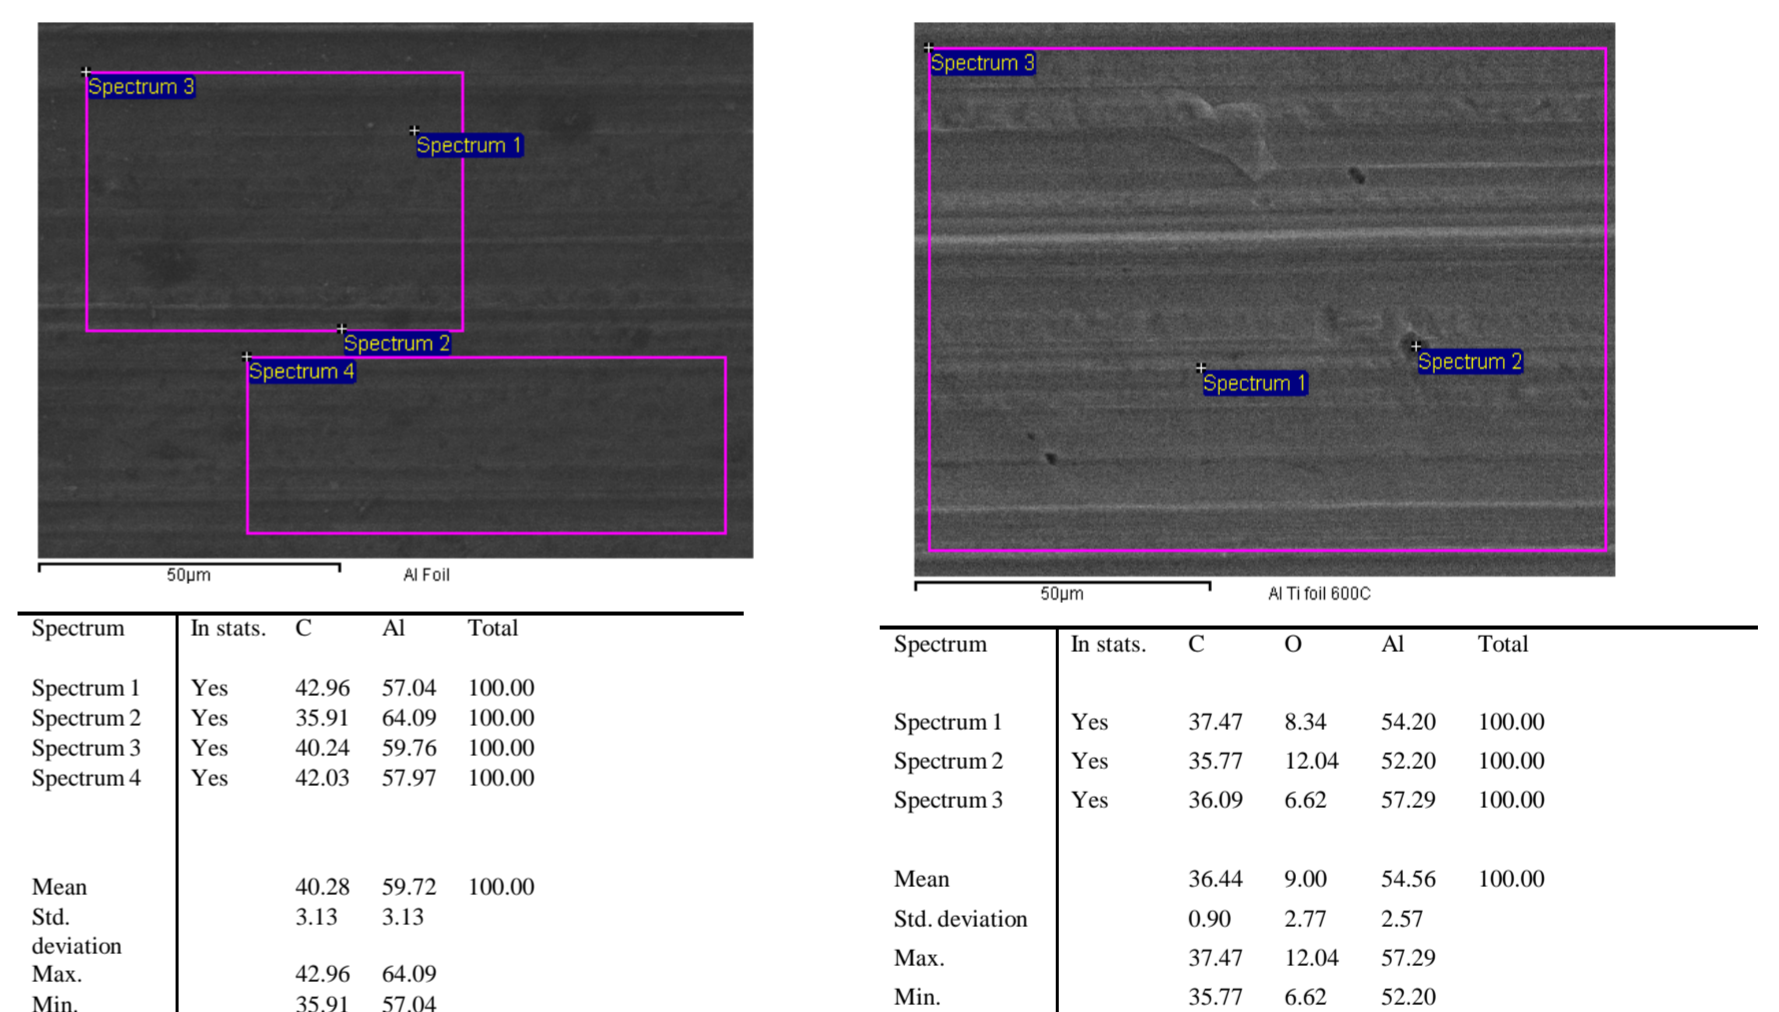 Spectrum 3
Spectrum 1
Spectrum 2
Spectrum 4
50µm Al Foil
Spectrum In stats. C Al Total
Spectrum 1 Yes 42.96 57.04 100.00
Spectrum 2 Yes 35.91 64.09 100.00
Spectrum 3 Yes 40.24 59.76 100.00
Spectrum 4 Yes 42.03 57.97 100.00
Mean 40.28 59.72 100.00
Std. 3.13 3.13
deviation
Max. 42.96 64.09
Min. 35.91 57.04
Spectrum 3
Spectrum 2
Spectrum 1
50µm Al Ti foil 600C
Spectrum In stats. C O Al Total
Spectrum 1 Yes 37.47 8.34 54.20 100.00
Spectrum 2 Yes 35.77 12.04 52.20 100.00
Spectrum 3 Yes 36.09 6.62 57.29 100.00
Mean 36.44 9.00 54.56 100.00
Std. deviation 0.90 2.77 2.57
Max. 37.47 12.04 57.29
Min. 35.77 6.62 52.20